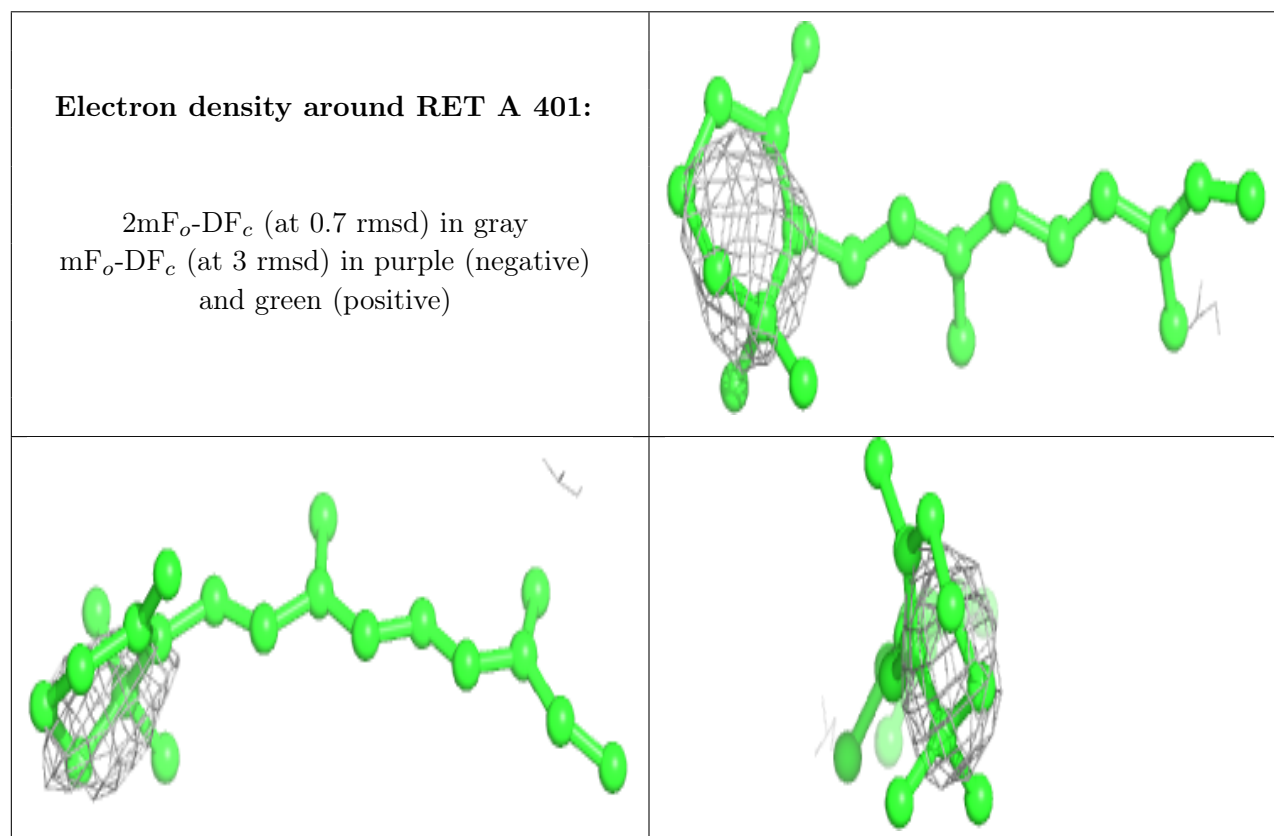 Electron density around RET A 401:
2mFo-DFc (at 0.7 rmsd) in gray
mFo-DFc (at 3 rmsd) in purple (negative)
and green (positive)